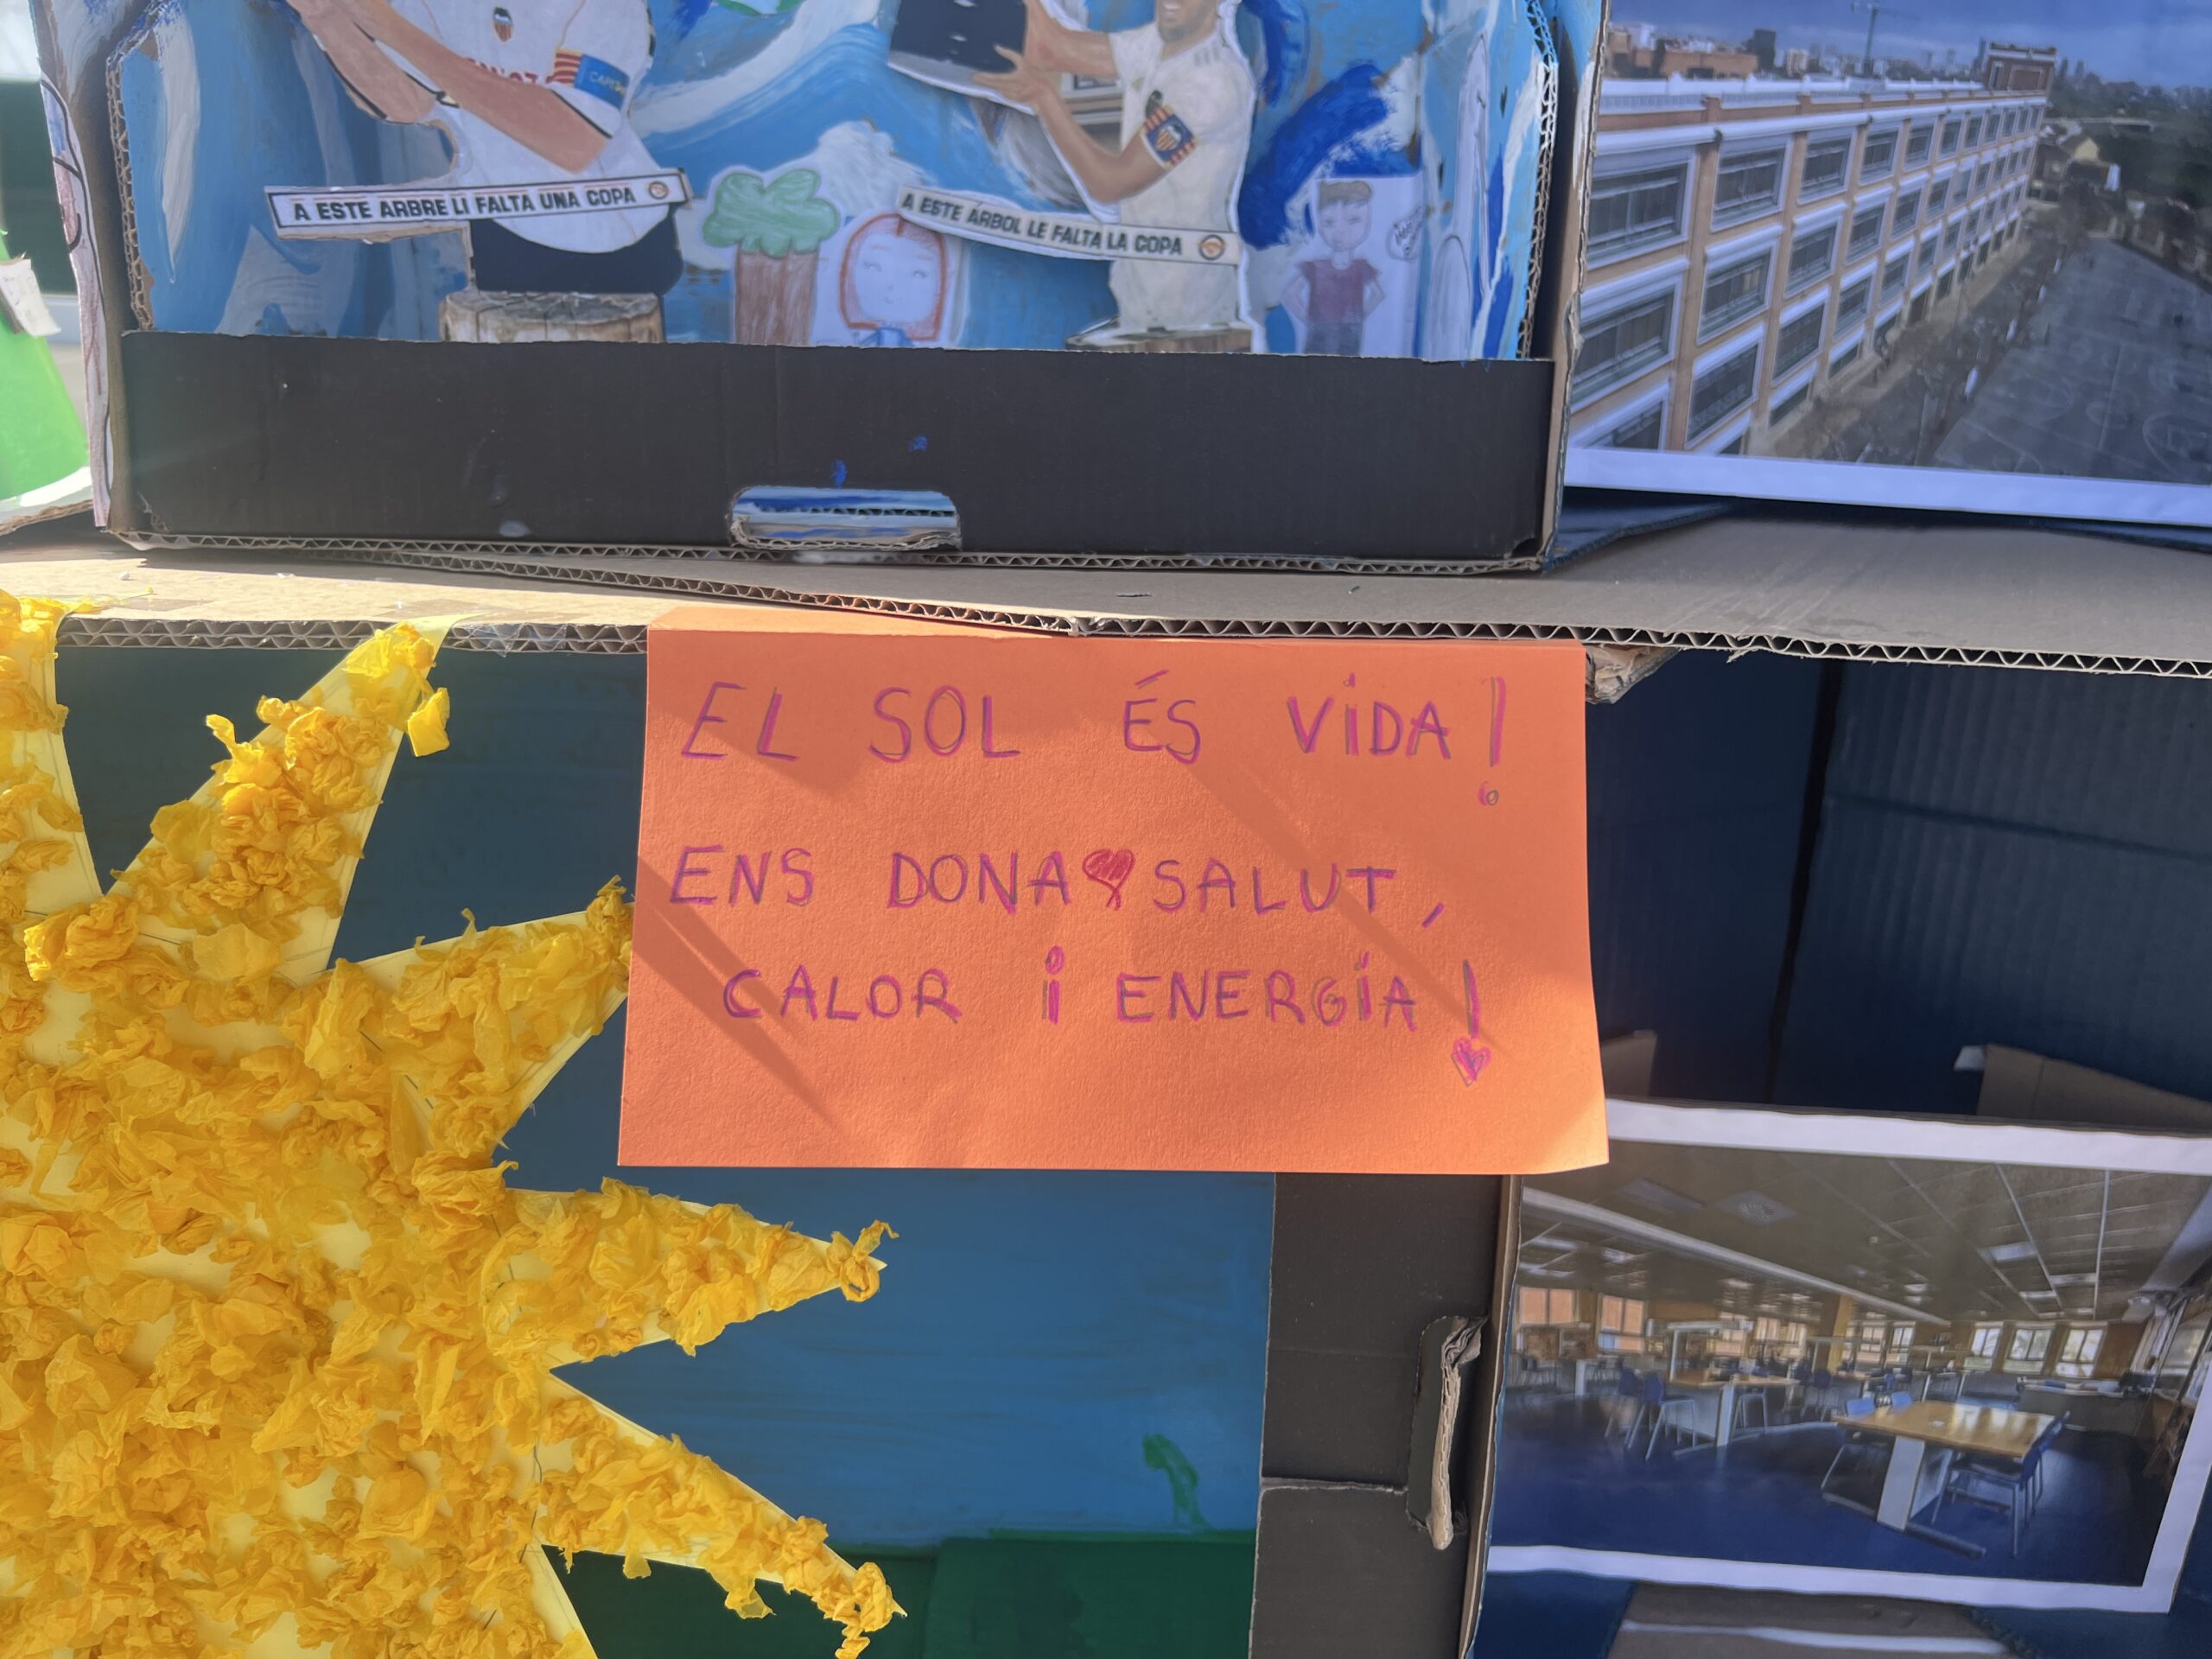 A ESTE ARBRE LI FALTA UNA COPA
A ESTE ÁRBOL LE FALTA LA COPA
EL SOL ÉS VIDA!
ENS DONA SALUT,
CALOR i ENERGÍA!